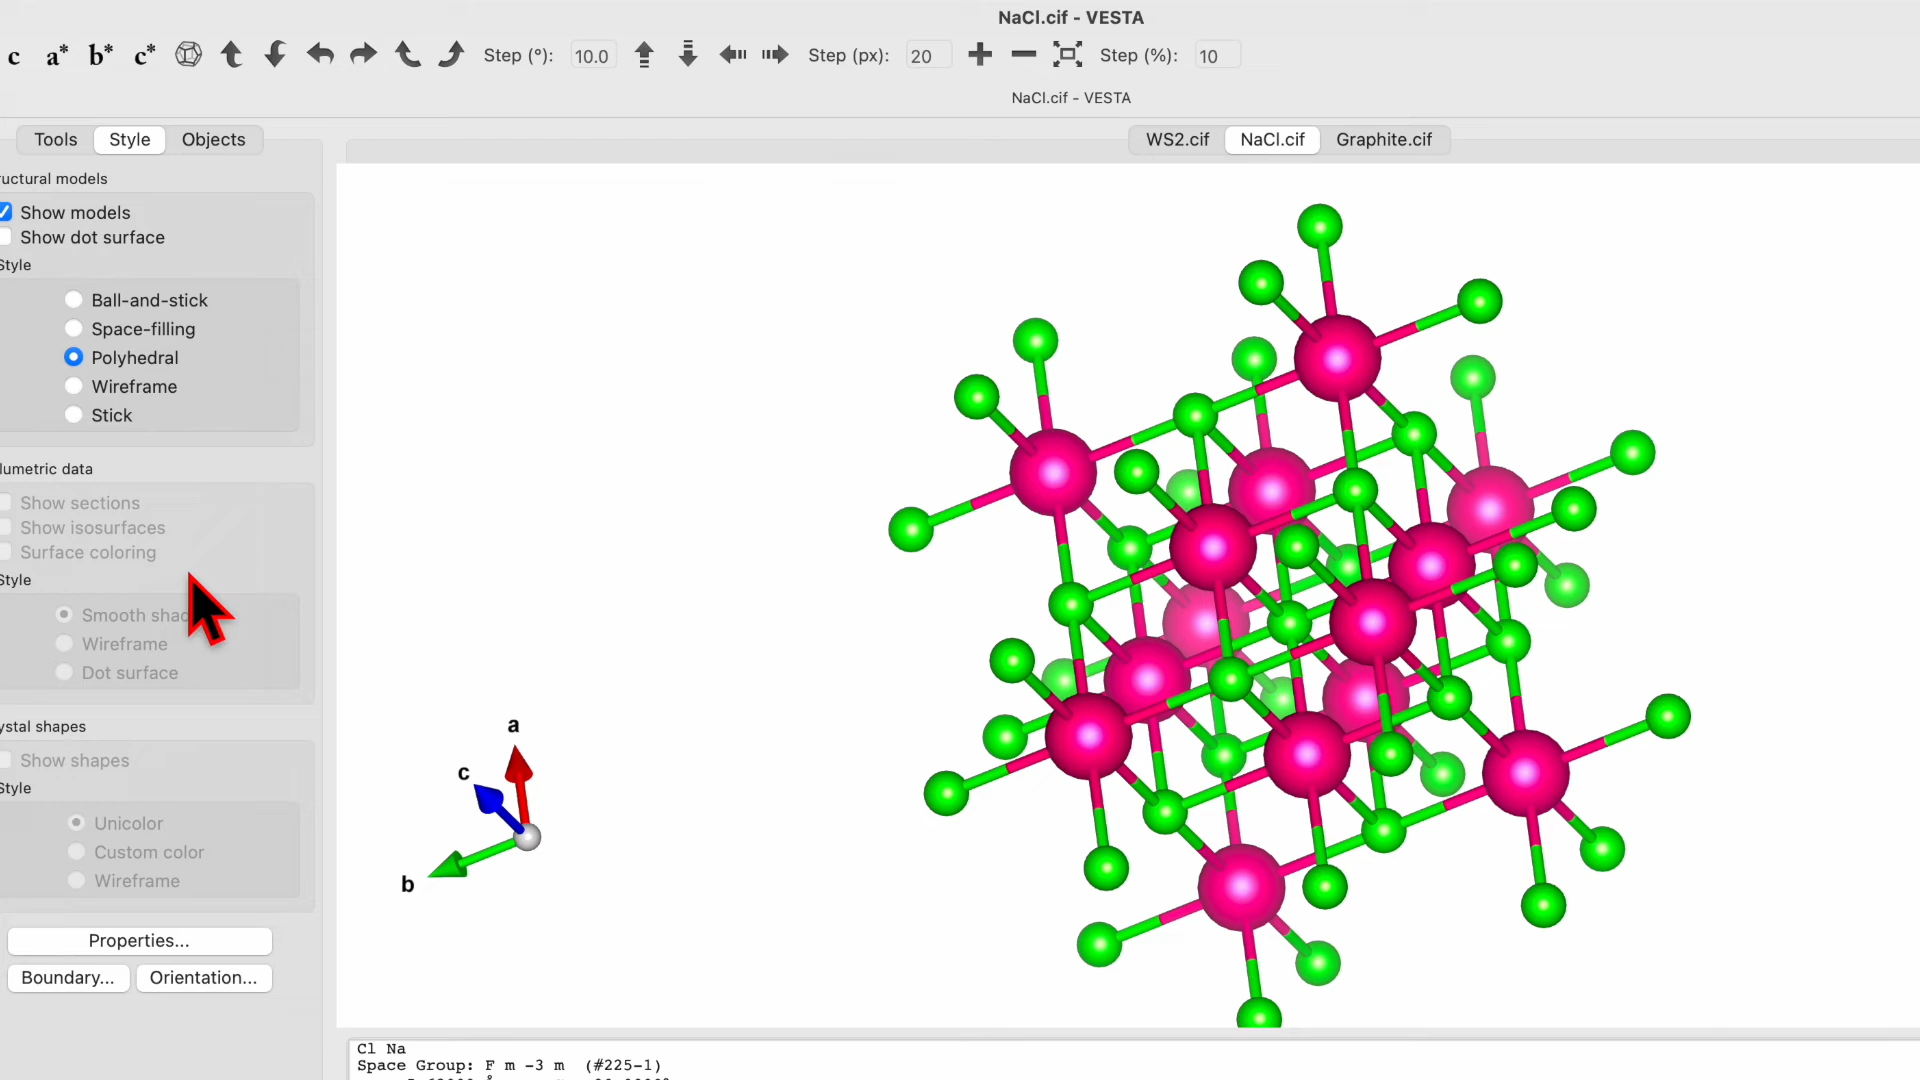 NaCl.cif - VESTA
c a* b* c* Step (°): 10.0 Step (px): 20 Step (%): 10
NaCl.cif - VESTA
Tools Style Objects
WS2.cif NaCl.cif Graphite.cif
ructural models
Show models
Show dot surface
Style
Ball-and-stick
Space-filling
Polyhedral
Wireframe
Stick
lumetric data
Show sections
Show isosurfaces
Surface coloring
Style
Smooth shad
Wireframe
Dot surface
ystal shapes
Show shapes
Style
Unicolor
Custom color
Wireframe
Properties...
Boundary... Orientation...
a
c
b
Cl Na
Space Group: F m -3 m (#225-1)